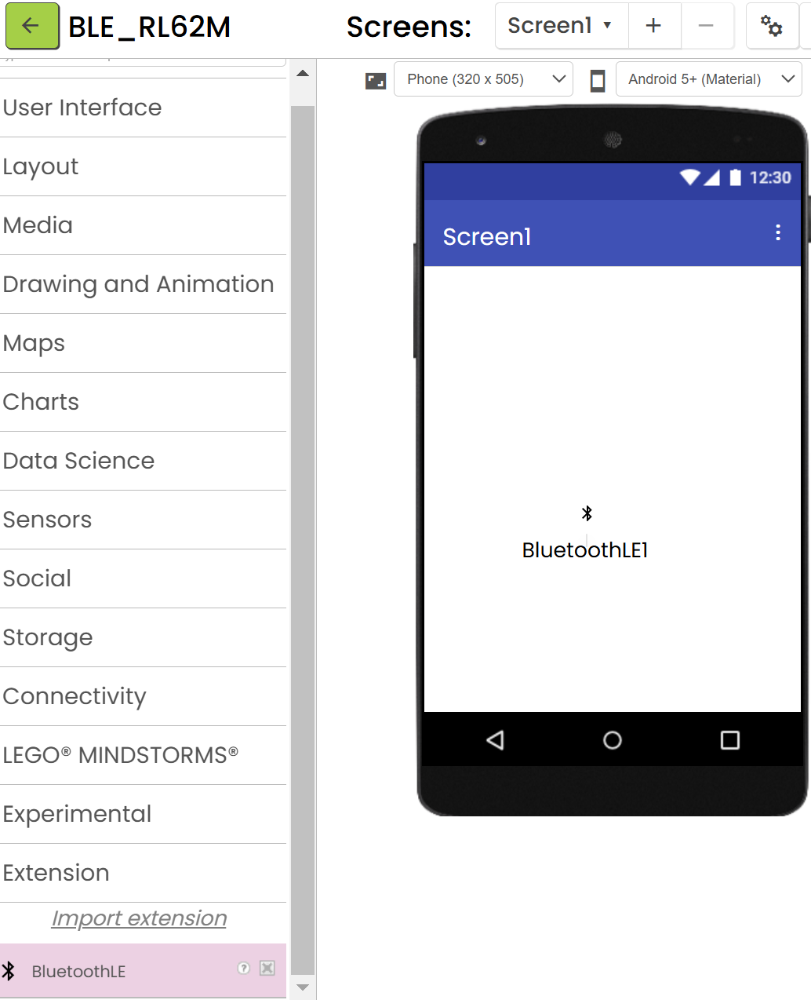 BLE_RL62M
Screens:
Screen1
Phone (320 x 505)
Android 5+ (Material)
User Interface
Layout
Media
Drawing and Animation
Maps
Charts
Data Science
Sensors
Social
Storage
Connectivity
LEGO® MINDSTORMS®
Experimental
Extension
Import extension
BluetoothLE
12:30
Screen1
BluetoothLE1